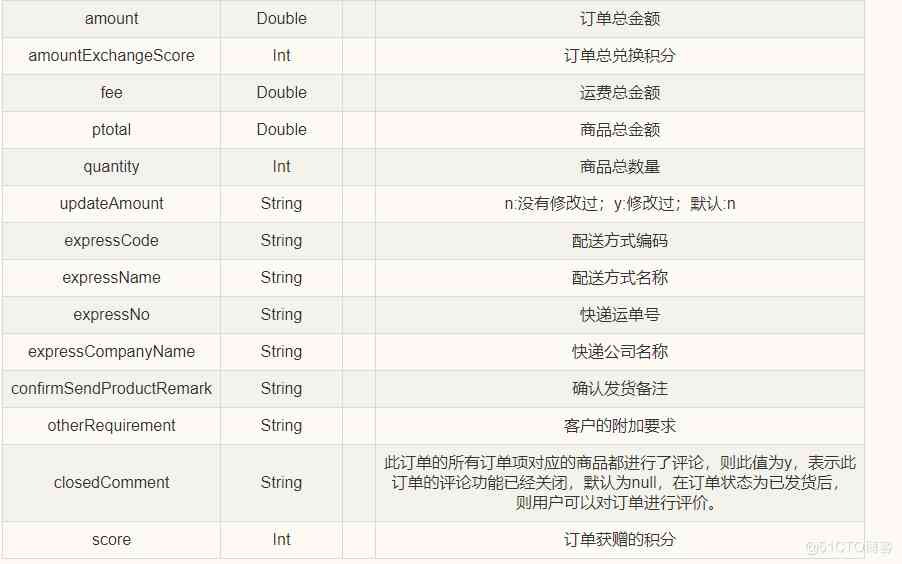 amount Double 订单总金额
amountExchangeScore Int 订单总兑换积分
fee Double 运费总金额
ptotal Double 商品总金额
quantity Int 商品总数量
updateAmount String n:没有修改过；y:修改过；默认:n
expressCode String 配送方式编码
expressName String 配送方式名称
expressNo String 快递运单号
expressCompanyName String 快递公司名称
confirmSendProductRemark String 确认发货备注
otherRequirement String 客户的附加要求
closedComment String 此订单的所有订单项对应的商品都进行了评论，则此值为y，表示此
订单的评论功能已经关闭，默认为null，在订单状态为已发货后，
则用户可以对订单进行评价。
score Int 订单获赠的积分
@51CTO博客